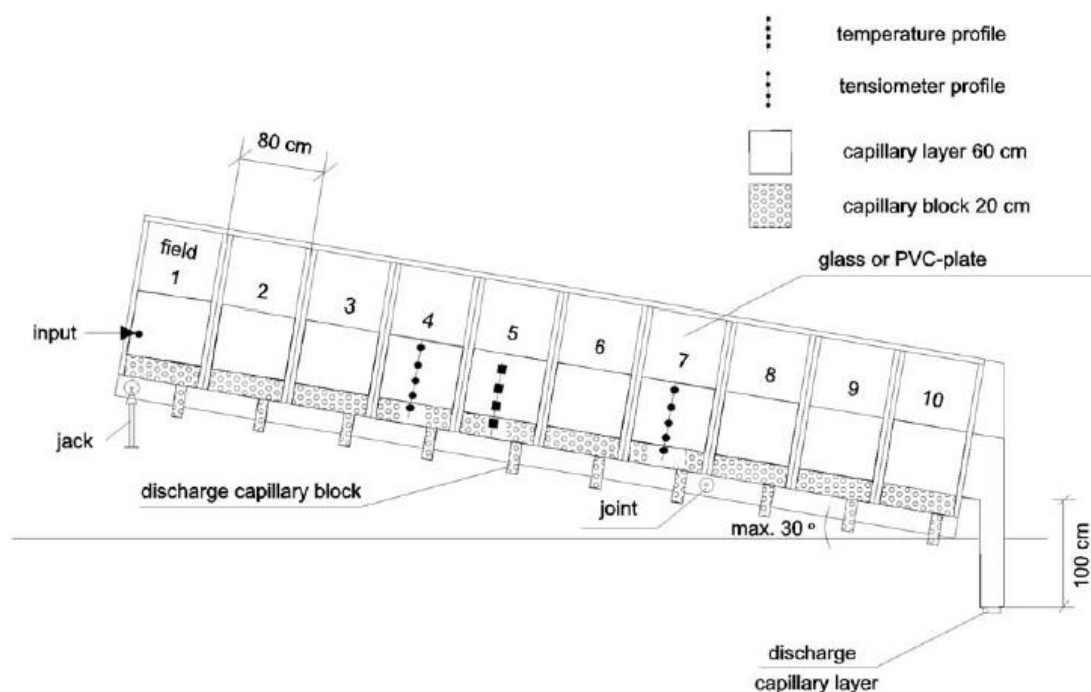 temperature profile
tensiometer profile
80 cm
capillary layer 60 cm
capillary block 20 cm
glass or PVC-plate
field
1
2
3
4
5
6
7
8
9
10
input
jack
discharge capillary block
joint
max. 30 °
100 cm
discharge
capillary layer